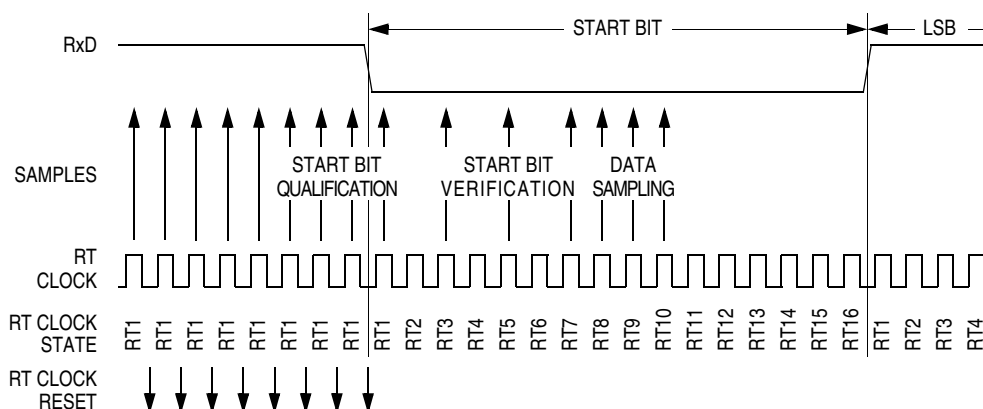 START BIT
LSB
RxD
SAMPLES
START BIT
QUALIFICATION
START BIT
VERIFICATION
DATA
SAMPLING
RT
CLOCK
RT CLOCK
STATE
RT1 RT1 RT1 RT1 RT1 RT1 RT1 RT1 RT1 RT2 RT3 RT4 RT5 RT6 RT7 RT8 RT9 RT10 RT11 RT12 RT13 RT14 RT15 RT16 RT1 RT2 RT3 RT4
RT CLOCK
RESET